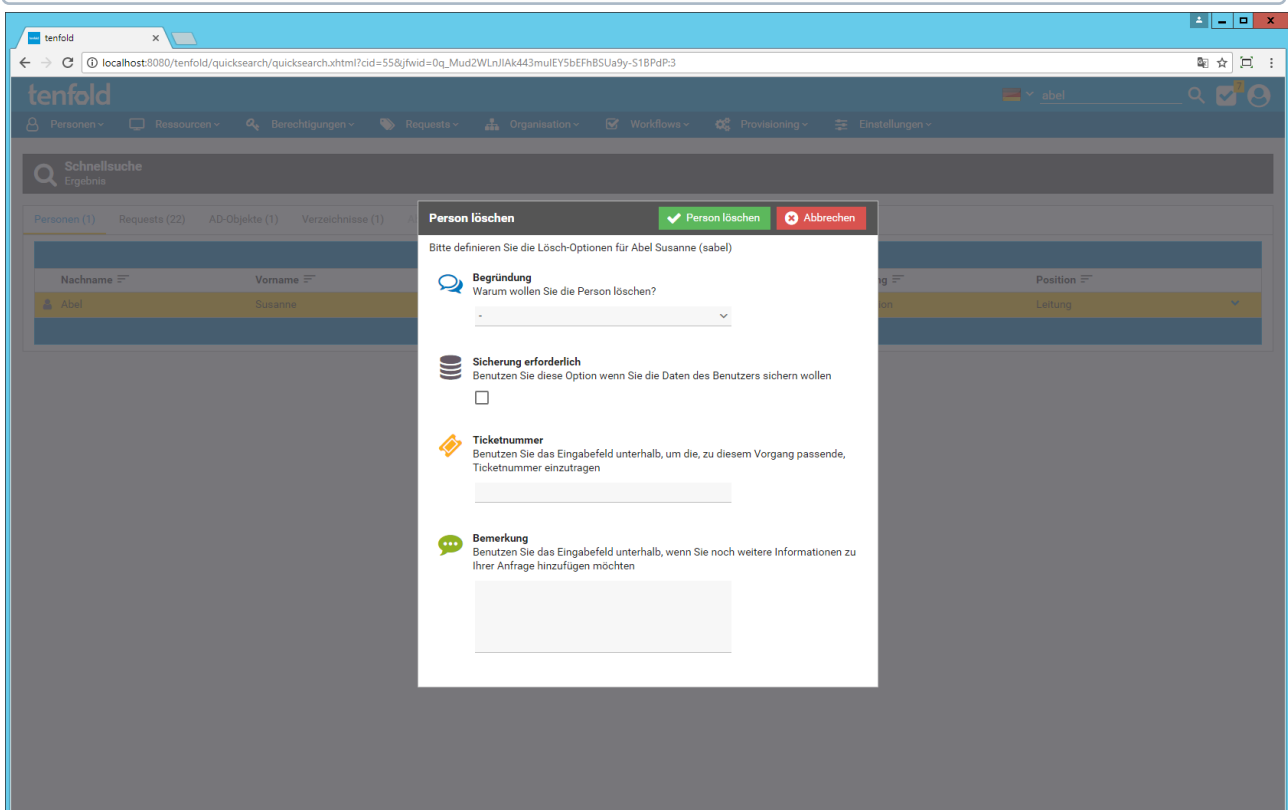 tenfold
localhost:8080/tenfold/quicksearch/quicksearch.xhtml?cid=55&jfwid=0q_Mud2WLnJIAk443mulEY5bEFhBSUa9y-S1BPdP:3
tenfold
abel
7
Personen
Ressourcen
Berechtigungen
Requests
Organisation
Workflows
Provisioning
Einstellungen
Schnellsuche
Ergebnis
Personen (1)
Requests (22)
AD-Objekte (1)
Verzeichnisse (1)
Nachname
Vorname
Position
Abel
Susanne
Leitung
Person löschen
Person löschen
Abbrechen
Bitte definieren Sie die Lösch-Optionen für Abel Susanne (sabel)
Begründung
Warum wollen Sie die Person löschen?
-
Sicherung erforderlich
Benutzen Sie diese Option wenn Sie die Daten des Benutzers sichern wollen
Ticketnummer
Benutzen Sie das Eingabefeld unterhalb, um die, zu diesem Vorgang passende,
Ticketnummer einzutragen
Bemerkung
Benutzen Sie das Eingabefeld unterhalb, wenn Sie noch weitere Informationen zu
Ihrer Anfrage hinzufügen möchten